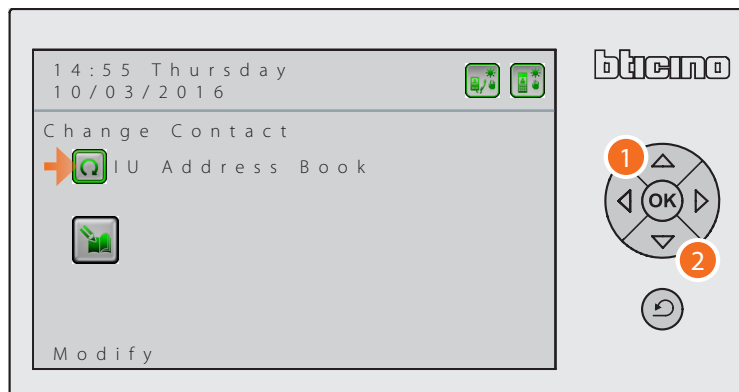 14:55 Thursday
10/03/2016
bticino
Change Contact
IU Address Book
1
OK
2
Modify